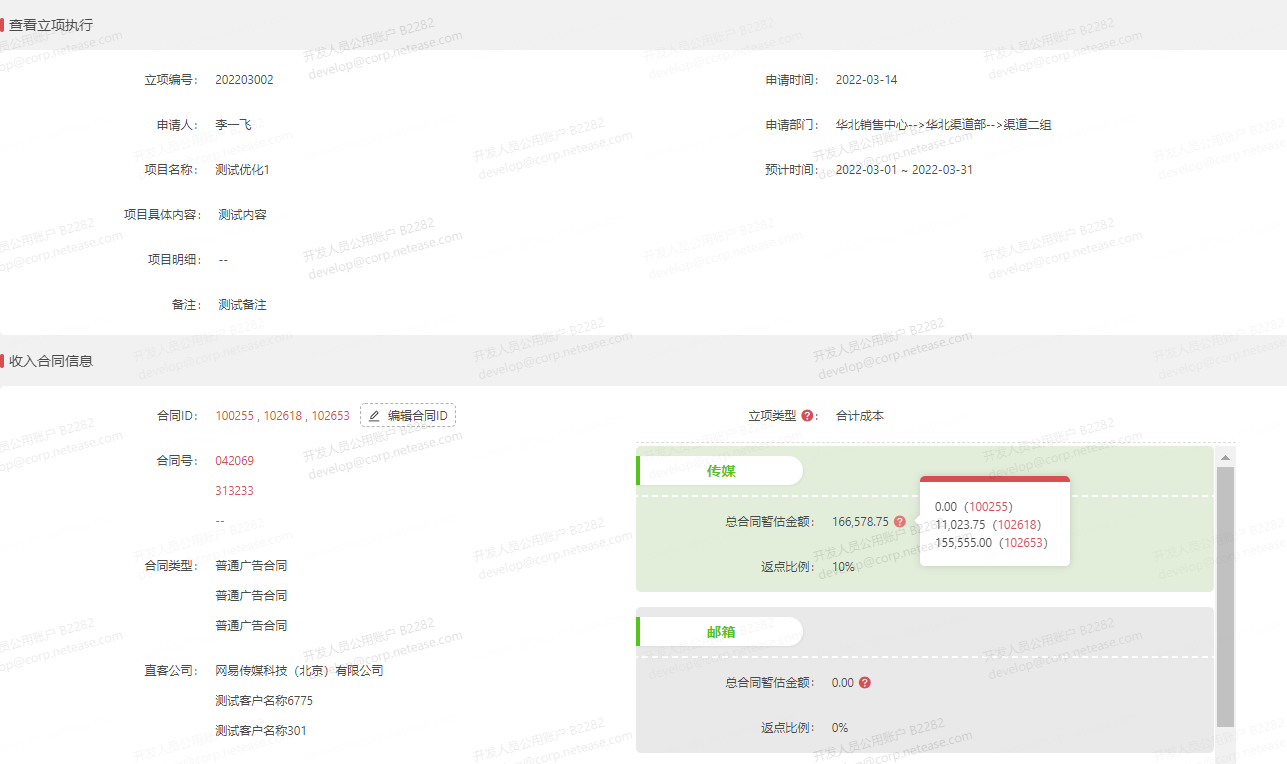 查看立项执行
立项编号： 202203002
申请时间： 2022-03-14
申请人： 李一飞
申请部门： 华北销售中心-->华北渠道部-->渠道二组
项目名称： 测试优化1
预计时间： 2022-03-01 ~ 2022-03-31
项目具体内容： 测试内容
项目明细： --
备注： 测试备注
收入合同信息
合同ID： 100255 , 102618 , 102653 编辑合同ID
立项类型 ?： 合计成本
合同号： 042069
313233
--
合同类型： 普通广告合同
普通广告合同
普通广告合同
直客公司： 网易传媒科技（北京）有限公司
测试客户名称6775
测试客户名称301
传媒
总合同暂估金额： 166,578.75 ?
0.00（100255）
11,023.75（102618）
155,555.00（102653）
返点比例： 10%
邮箱
总合同暂估金额： 0.00 ?
返点比例： 0%
开发人员公用账户 B2282
develop@corp.netease.com